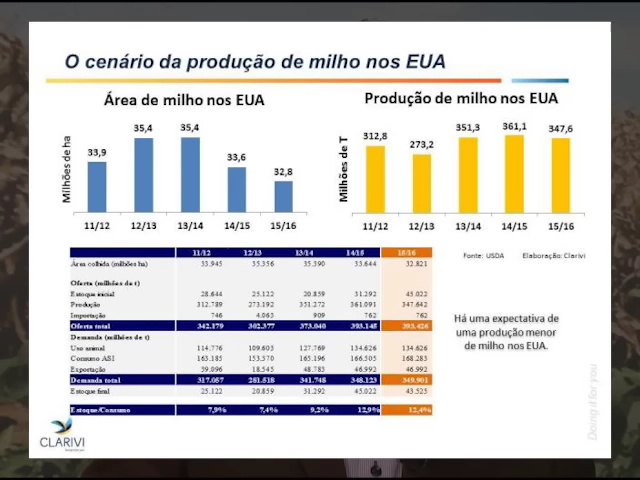 O cenário da produção de milho nos EUA
Área de milho nos EUA
Milhões de ha
33,9
35,4
35,4
33,6
32,8
11/12
12/13
13/14
14/15
15/16
Produção de milho nos EUA
Milhões de T
312,8
273,2
351,3
361,1
347,6
11/12
12/13
13/14
14/15
15/16
Fonte: USDA Elaboração: Clarivi
11/12 12/13 13/14 14/15 15/16
Área colhida (milhões ha) 33.945 35.356 35.390 33.644 32.821
Oferta (milhões de t)
Estoque inicial 28.644 25.122 20.859 31.292 45.022
Produção 312.789 273.192 351.272 361.091 347.642
Importação 746 4.063 909 762 762
Oferta total 342.179 302.377 373.040 393.145 393.426
Demanda (milhões de t)
Uso animal 114.776 109.603 127.769 134.626 134.626
Consumo ASI 163.185 153.370 165.196 166.505 168.283
Exportação 39.096 18.545 48.783 46.992 46.992
Demanda total 317.057 281.518 341.748 348.123 349.901
Estoque final 25.122 20.859 31.292 45.022 43.525
Estoque/Consumo 7,9% 7,4% 9,2% 12,9% 12,4%
Há uma expectativa de
uma produção menor
de milho nos EUA.
CLARIVI
Doing it for you